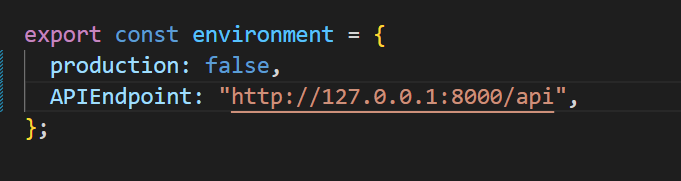 export const environment = {
  production: false,
  APIEndpoint: "http://127.0.0.1:8000/api",
};